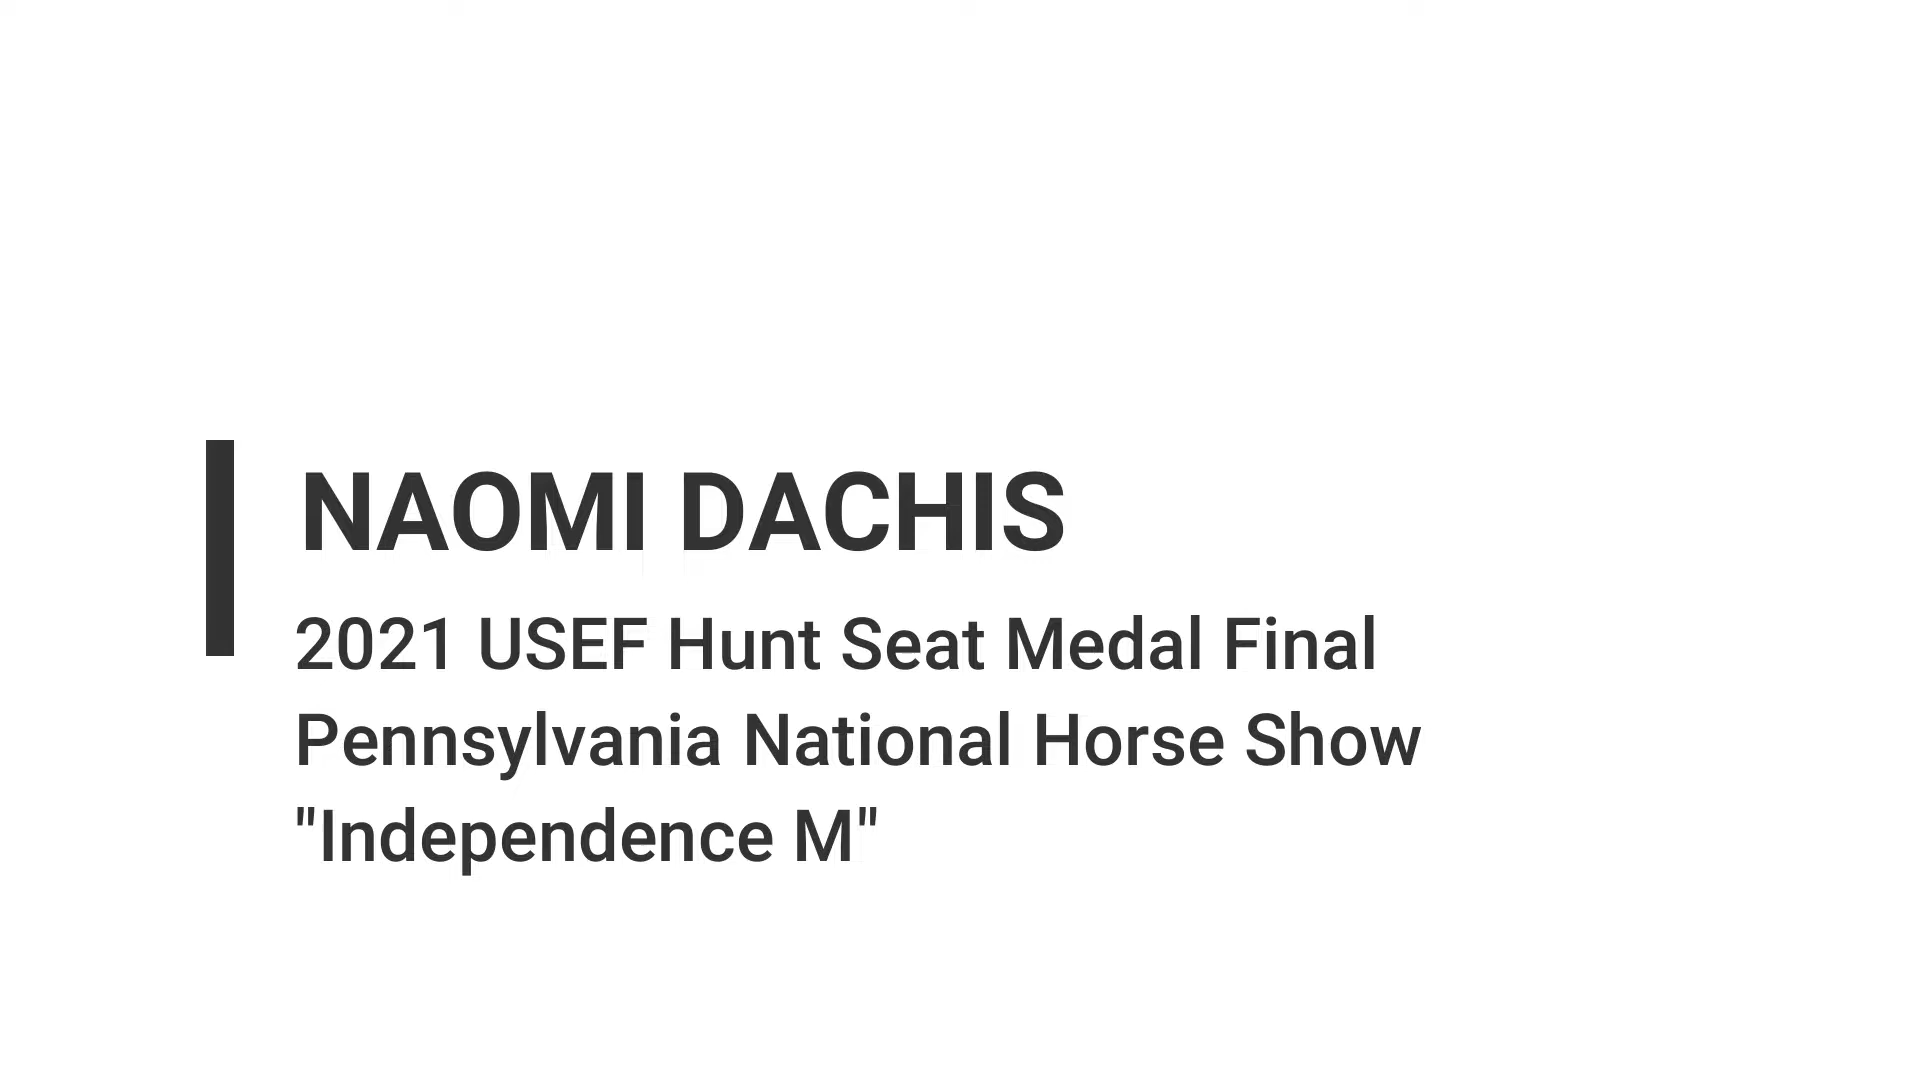 NAOMI DACHIS
2021 USEF Hunt Seat Medal Final
Pennsylvania National Horse Show
"Independence M"